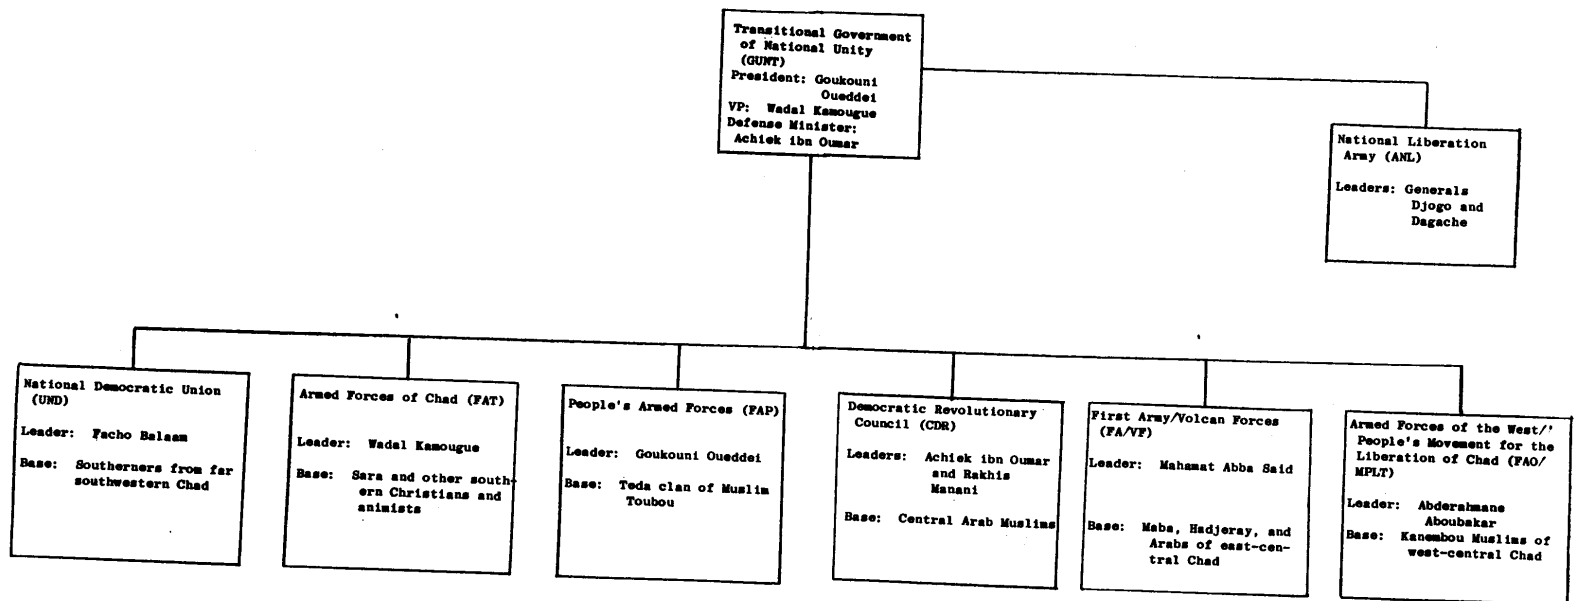 Transitional Government
of National Unity
(GUNT)
President: Goukouni
Oueddei
VP: Wadal Kamougue
Defense Minister:
Achiek ibn Oumar
National Liberation
Army (ANL)
Leaders: Generals
Djogo and
Dagache
National Democratic Union
(UND)
Leader: Facho Balaam
Base: Southerners from far
southwestern Chad
Armed Forces of Chad (FAT)
Leader: Wadal Kamougue
Base: Sara and other south-
ern Christians and
animists
People's Armed Forces (FAP)
Leader: Goukouni Oueddei
Base: Teda clan of Muslim
Toubou
Democratic Revolutionary
Council (CDR)
Leaders: Achiek ibn Oumar
and Rakhis
Manani
Base: Central Arab Muslims
First Army/Volcan Forces
(FA/VF)
Leader: Mahamat Abba Said
Base: Maba, Hadjeray, and
Arabs of east-cen-
tral Chad
Armed Forces of the West/'
People's Movement for the
Liberation of Chad (FAO/
MPLT)
Leader: Abderahmane
Aboubakar
Base: Kanembou Muslims of
west-central Chad